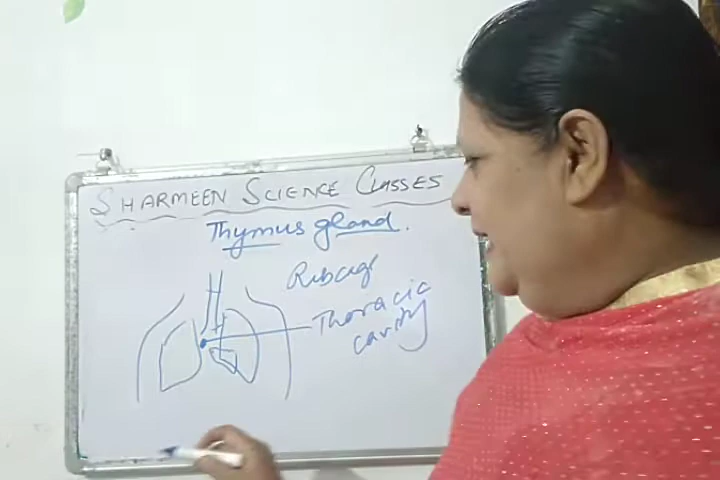 SHARMEEN SCIENCE CLASSES
Thymus gland.
Ribcage
Thoracic
cavity